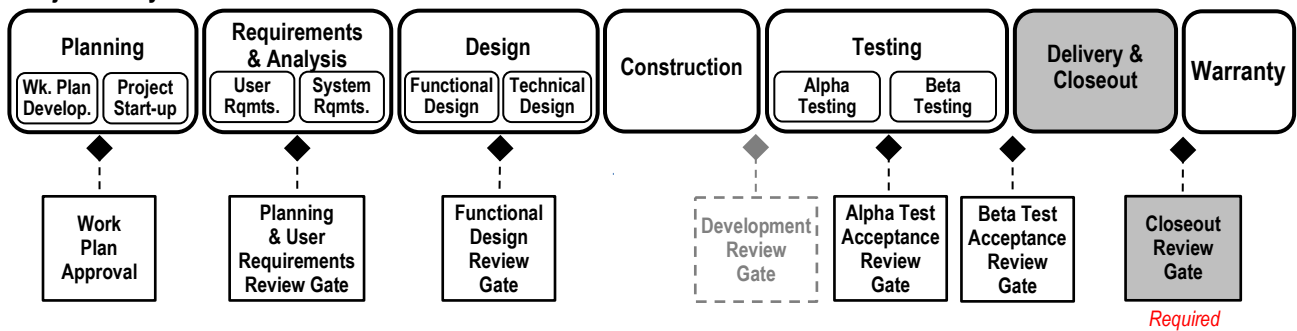 Planning
Wk. Plan
Develop.
Project
Start-up
Requirements
& Analysis
User
Rqmts.
System
Rqmts.
Design
Functional
Design
Technical
Design
Construction
Testing
Alpha
Testing
Beta
Testing
Delivery &
Closeout
Warranty
Work
Plan
Approval
Planning
& User
Requirements
Review Gate
Functional
Design
Review
Gate
Development
Review
Gate
Alpha Test
Acceptance
Review
Gate
Beta Test
Acceptance
Review
Gate
Closeout
Review
Gate
Required